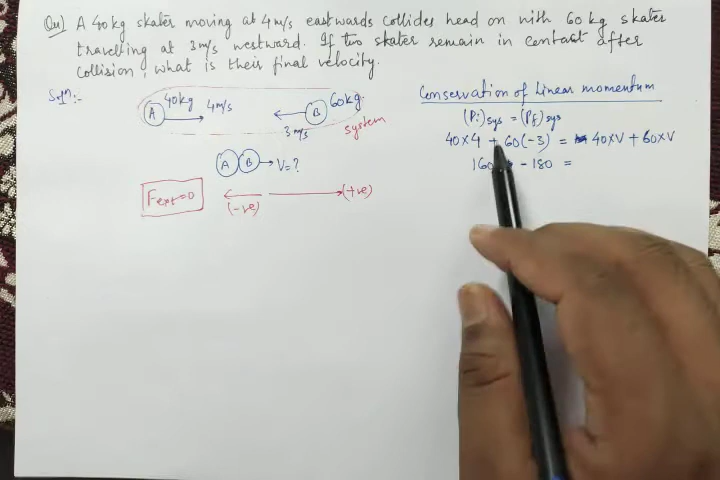 Qu) A 40kg skater moving at 4m/s eastwards collides head on with 60 kg skater
travelling at 3m/s westward. If two skater remain in contact after
collision, what is their final velocity.
Solⁿ:-
A 40kg 4m/s B 60kg
3m/s system
A B V=?
Fext=0
(-ve) (+ve)
Conservation of Linear momentum
(Pi)sys = (Pf)sys
40×4 + 60(-3) = 40×V + 60×V
160 - 180 =